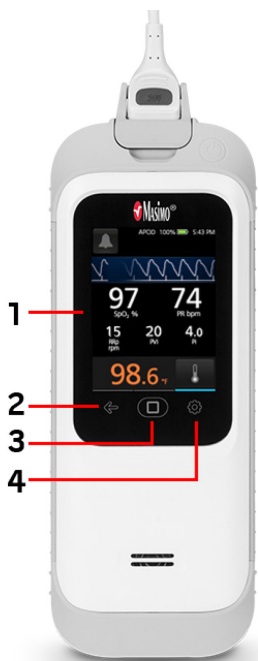 Masimo®
APOD 100% 5:43 PM
97 74
SpO₂ % PR bpm
15 20 4.0
RRp PVI Pi
rpm
98.6 °F
1
2
3
4